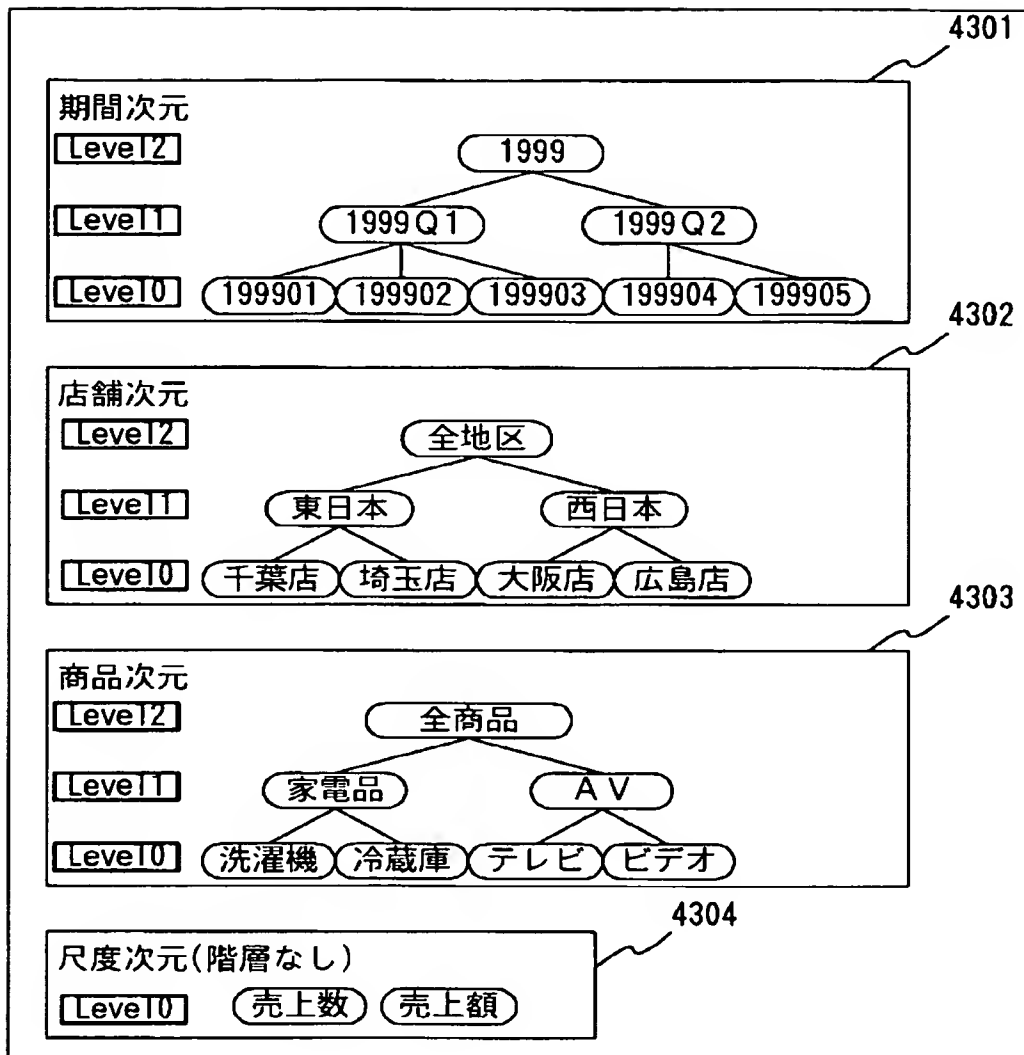 4301
期間次元
Level2 1999
Level1 1999Q1 1999Q2
Level0 199901 199902 199903 199904 199905
4302
店舗次元
Level2 全地区
Level1 東日本 西日本
Level0 千葉店 埼玉店 大阪店 広島店
4303
商品次元
Level2 全商品
Level1 家電品 AV
Level0 洗濯機 冷蔵庫 テレビ ビデオ
4304
尺度次元(階層なし)
Level0 売上数 売上額